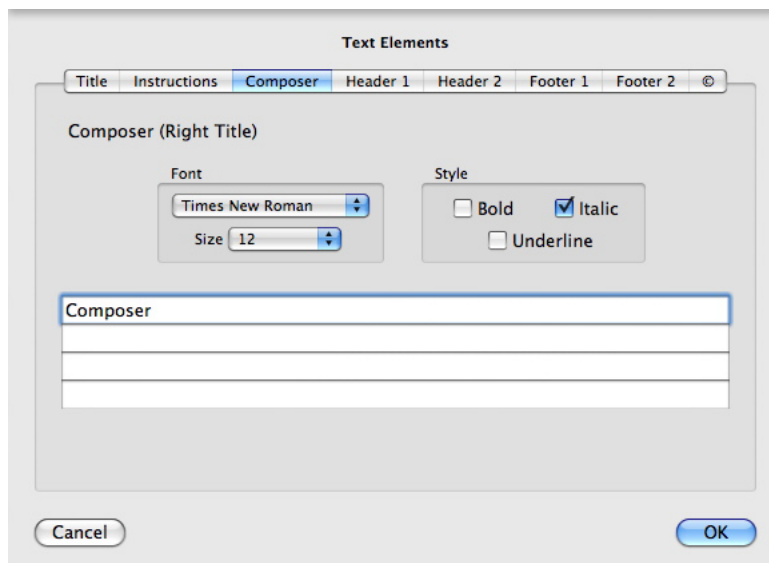 Text Elements
Title Instructions Composer Header 1 Header 2 Footer 1 Footer 2 ©
Composer (Right Title)
Font Style
Times New Roman Bold Italic
Size 12 Underline
Composer
Cancel OK